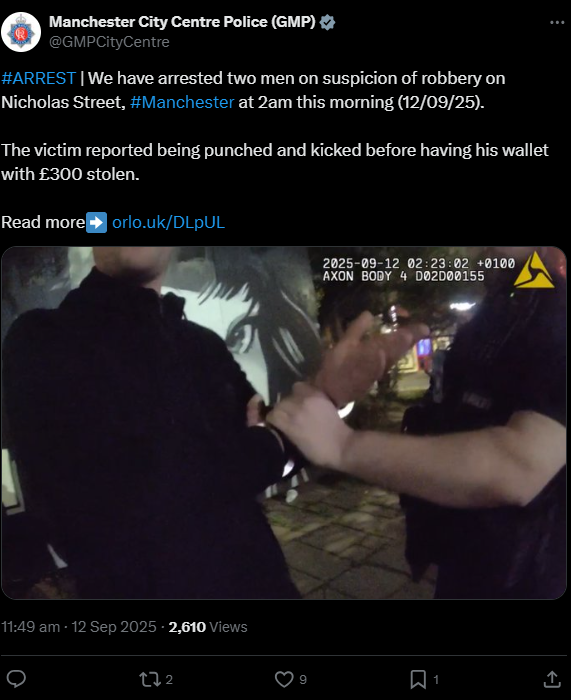 Manchester City Centre Police (GMP)
@GMPCityCentre
#ARREST | We have arrested two men on suspicion of robbery on
Nicholas Street, #Manchester at 2am this morning (12/09/25).
The victim reported being punched and kicked before having his wallet
with £300 stolen.
Read more➡️ orlo.uk/DLpUL
2025-09-12 02:23:02 +0100
AXON BODY 4 D02D00155
11:49 am · 12 Sep 2025 · 2,610 Views
2 9 1